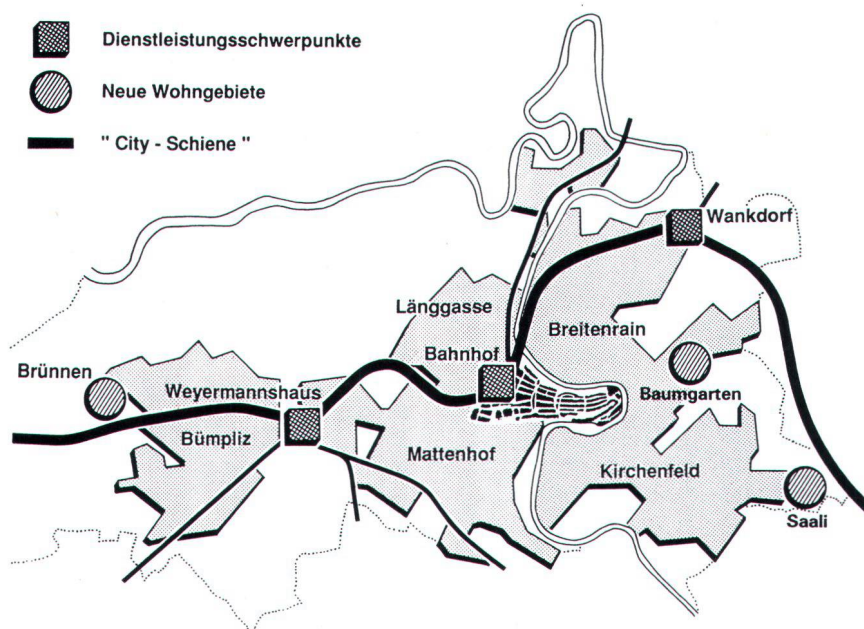 Dienstleistungsschwerpunkte
Neue Wohngebiete
" City - Schiene "
Wankdorf
Länggasse
Breitenrain
Bahnhof
Brünnen
Weyermannshaus
Baumgarten
Bümpliz
Mattenhof
Kirchenfeld
Saali